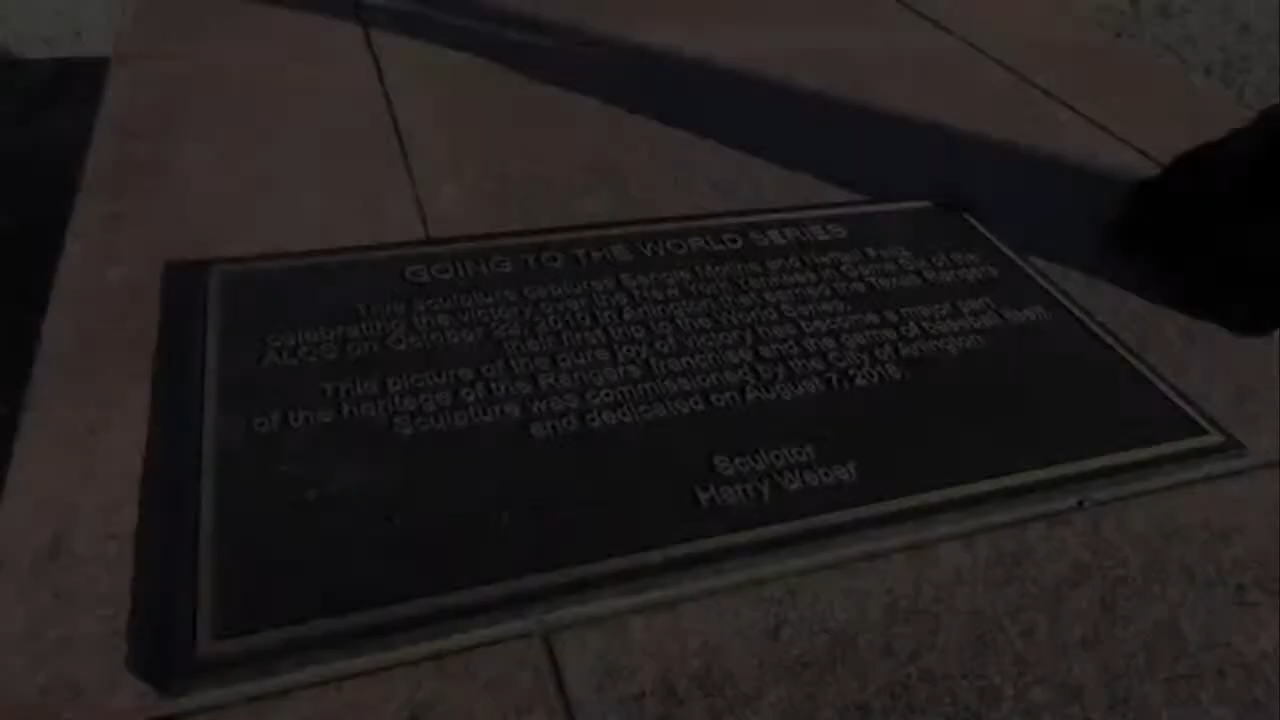 GOING TO THE WORLD SERIES
This sculpture captures Bengie Molina and Neftali Feliz
celebrating the victory over the New York Yankees in Game Six of the
ALCS on October 22, 2010 in Arlington that earned the Texas Rangers
their first trip to the World Series.
This picture of the pure joy of victory has become a major part
of the heritage of the Rangers franchise and the game of baseball itself.
Sculpture was commissioned by the City of Arlington
and dedicated on August 7, 2018.
Sculptor
Harry Weber